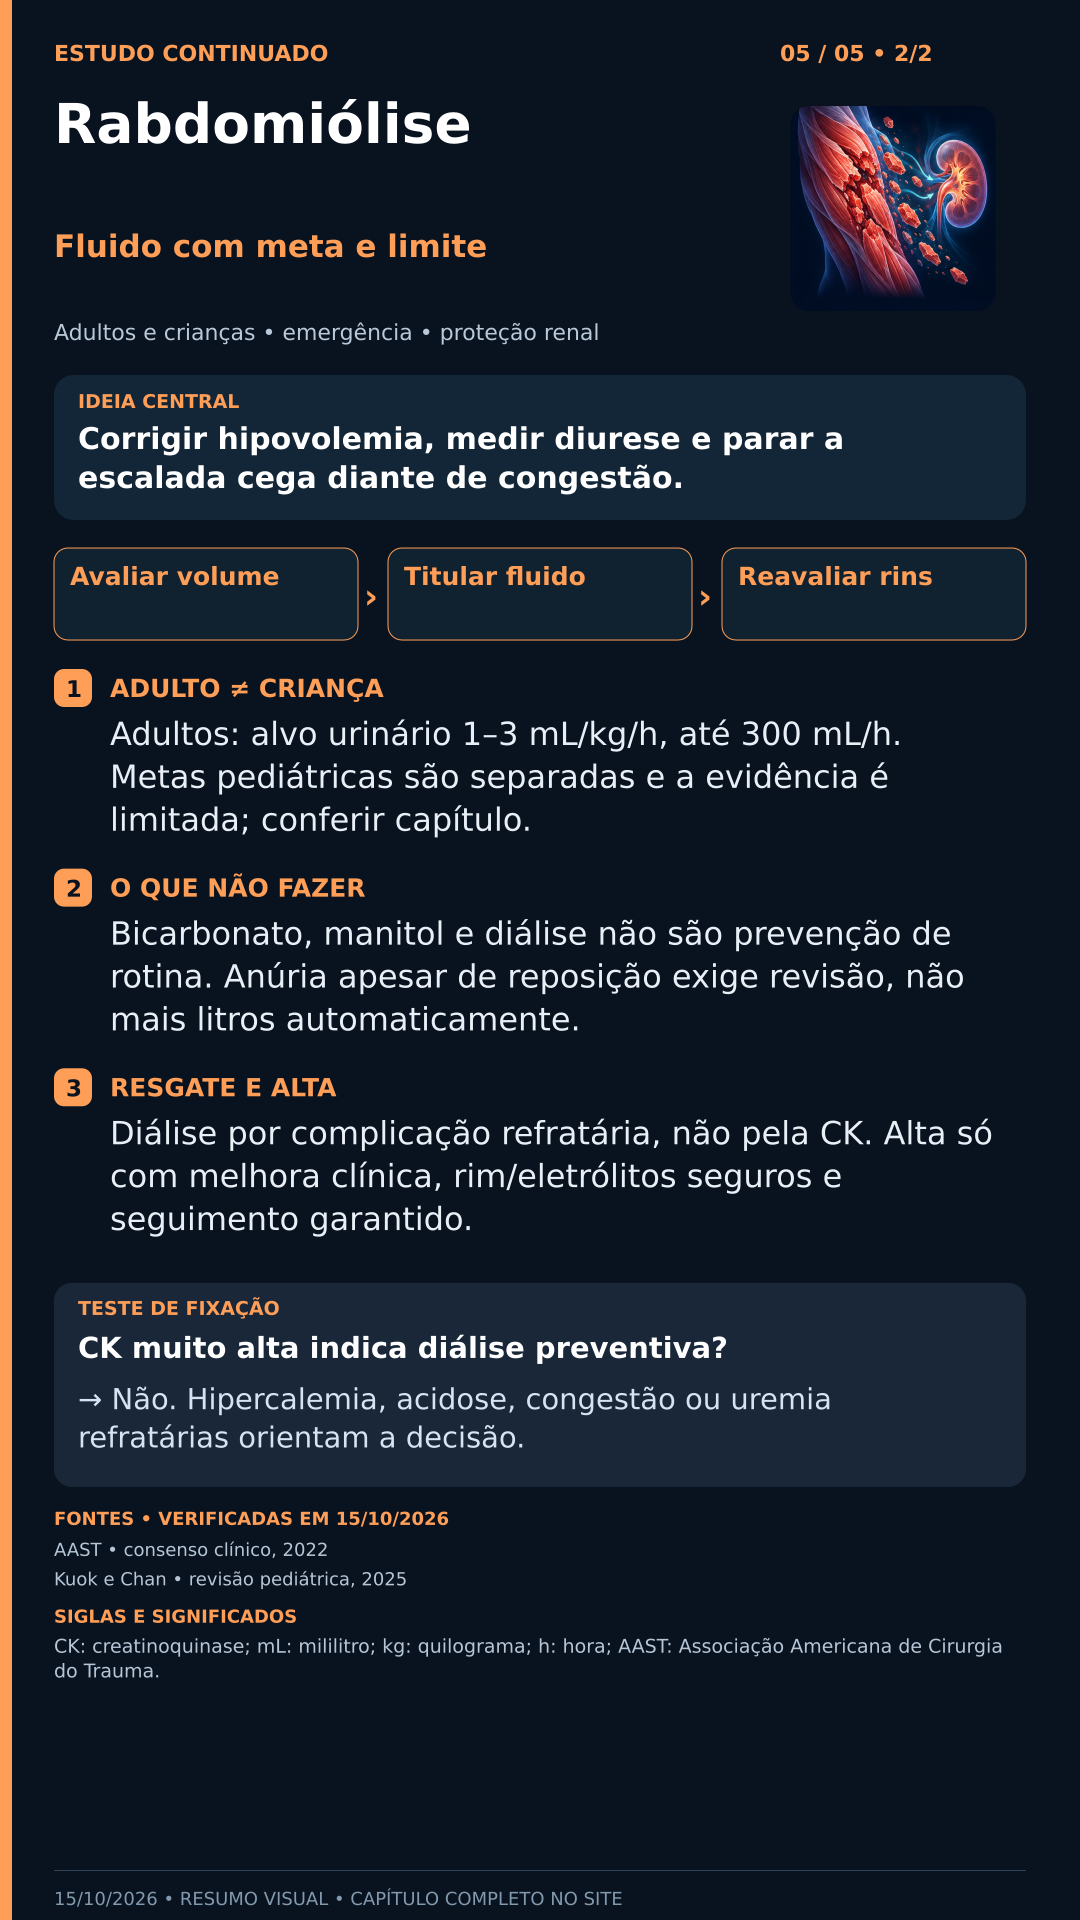 ESTUDO CONTINUADO
05 / 05 • 2/2
Rabdomiólise
Fluido com meta e limite
Adultos e crianças • emergência • proteção renal
IDEIA CENTRAL
Corrigir hipovolemia, medir diurese e parar a
escalada cega diante de congestão.
Avaliar volume
›
Titular fluido
›
Reavaliar rins
1
ADULTO ≠ CRIANÇA
Adultos: alvo urinário 1–3 mL/kg/h, até 300 mL/h.
Metas pediátricas são separadas e a evidência é
limitada; conferir capítulo.
2
O QUE NÃO FAZER
Bicarbonato, manitol e diálise não são prevenção de
rotina. Anúria apesar de reposição exige revisão, não
mais litros automaticamente.
3
RESGATE E ALTA
Diálise por complicação refratária, não pela CK. Alta só
com melhora clínica, rim/eletrólitos seguros e
seguimento garantido.
TESTE DE FIXAÇÃO
CK muito alta indica diálise preventiva?
→ Não. Hipercalemia, acidose, congestão ou uremia
refratárias orientam a decisão.
FONTES • VERIFICADAS EM 15/10/2026
AAST • consenso clínico, 2022
Kuok e Chan • revisão pediátrica, 2025
SIGLAS E SIGNIFICADOS
CK: creatinoquinase; mL: mililitro; kg: quilograma; h: hora; AAST: Associação Americana de Cirurgia
do Trauma.
15/10/2026 • RESUMO VISUAL • CAPÍTULO COMPLETO NO SITE